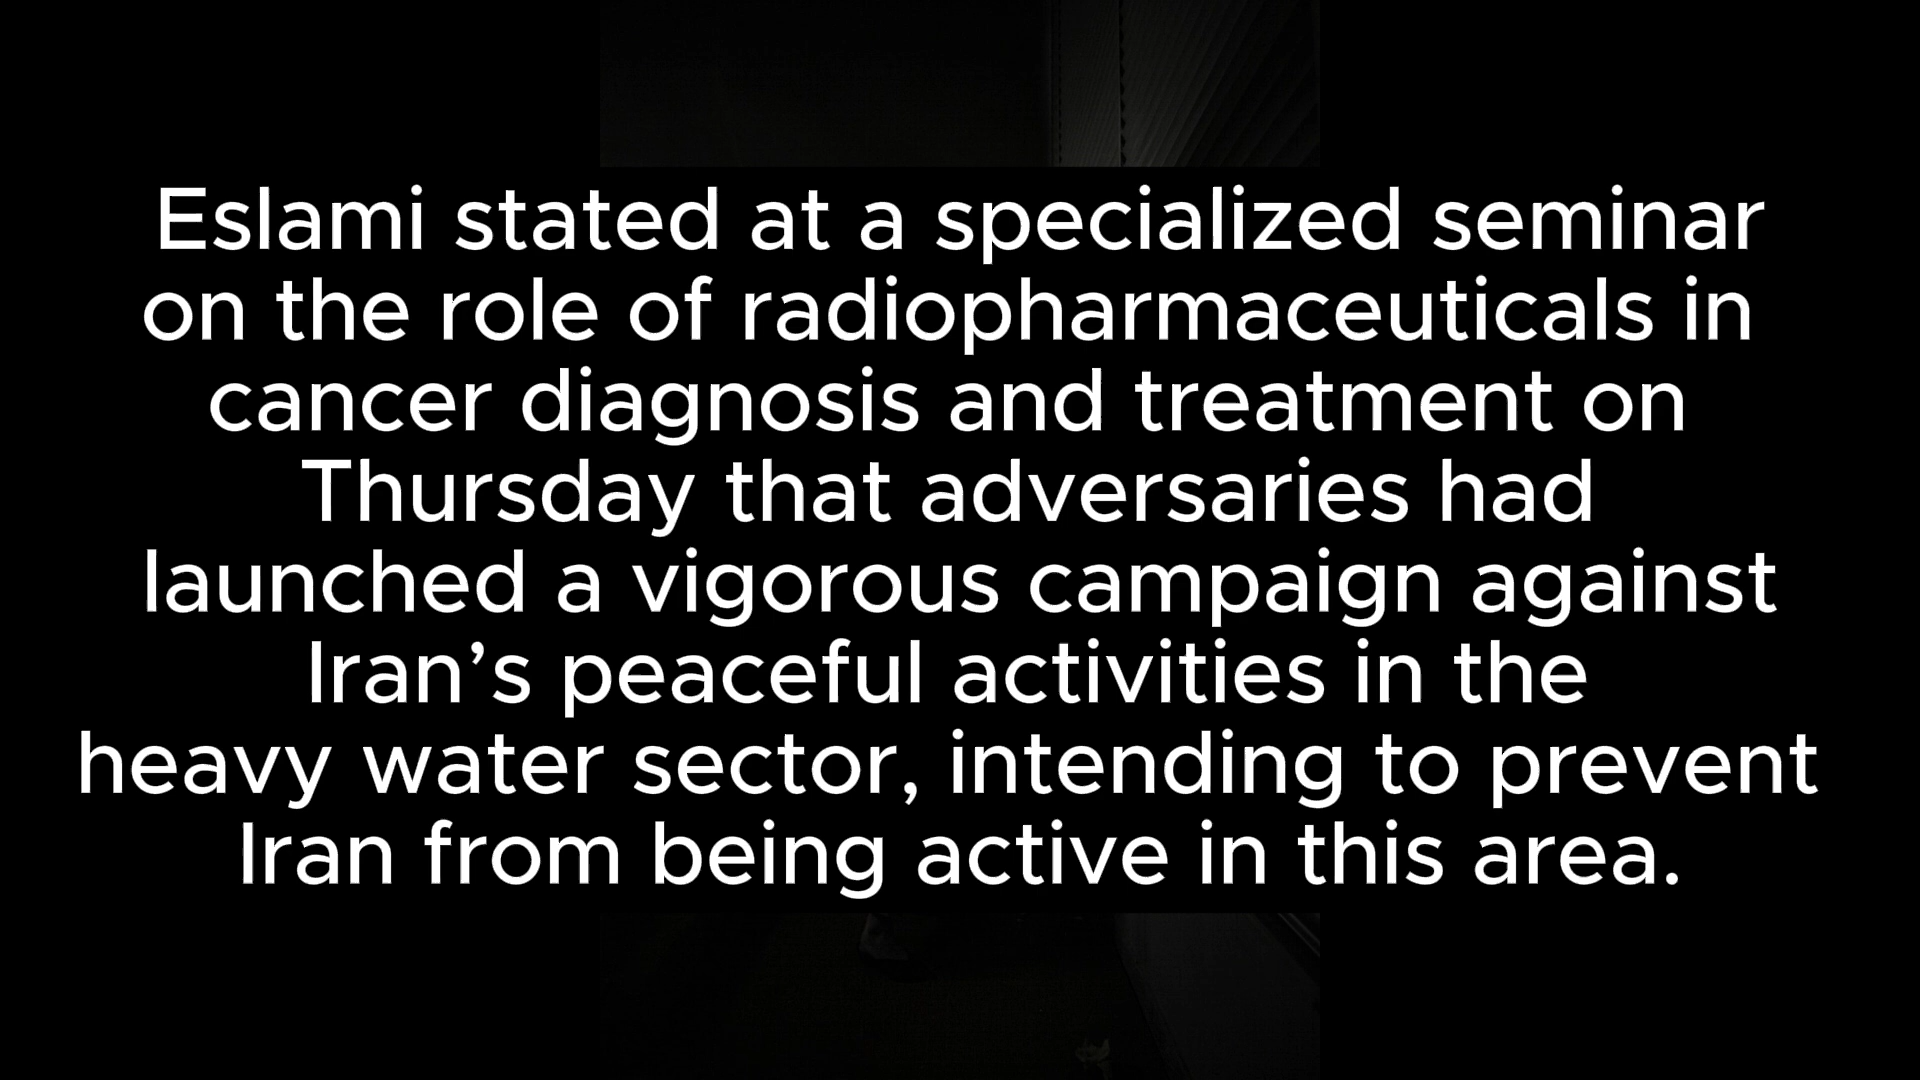 Eslami stated at a specialized seminar
on the role of radiopharmaceuticals in
cancer diagnosis and treatment on
Thursday that adversaries had
launched a vigorous campaign against
Iran’s peaceful activities in the
heavy water sector, intending to prevent
Iran from being active in this area.